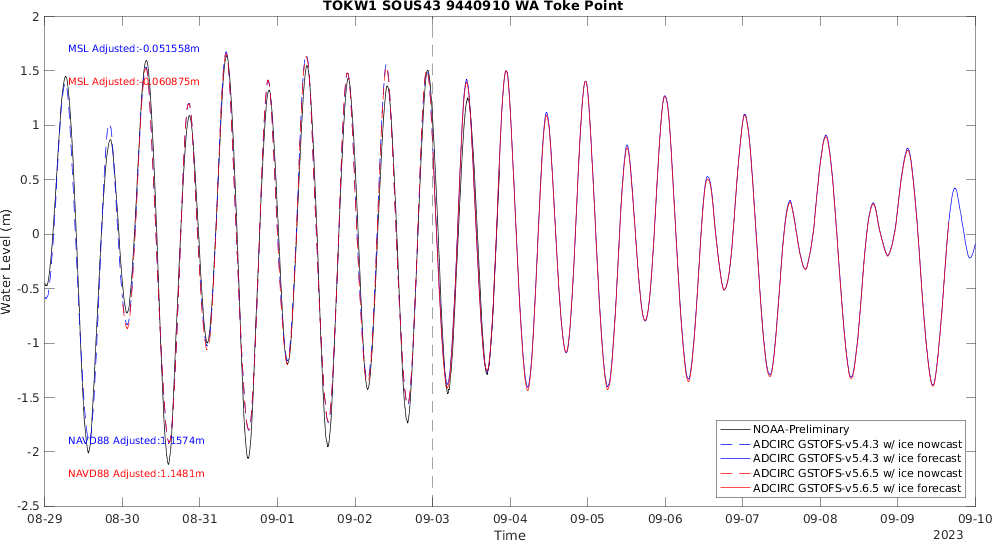 TOKW1 SOUS43 9440910 WA Toke Point
MSL Adjusted:-0.051558m
MSL Adjusted:-0.060875m
NAVD88 Adjusted:1.1574m
NAVD88 Adjusted:1.1481m
Water Level (m)
2
1.5
1
0.5
0
-0.5
-1
-1.5
-2
-2.5
NOAA-Preliminary
ADCIRC GSTOFS-v5.4.3 w/ ice nowcast
ADCIRC GSTOFS-v5.4.3 w/ ice forecast
ADCIRC GSTOFS-v5.6.5 w/ ice nowcast
ADCIRC GSTOFS-v5.6.5 w/ ice forecast
08-29 08-30 08-31 09-01 09-02 09-03 09-04 09-05 09-06 09-07 09-08 09-09 09-10
Time
2023